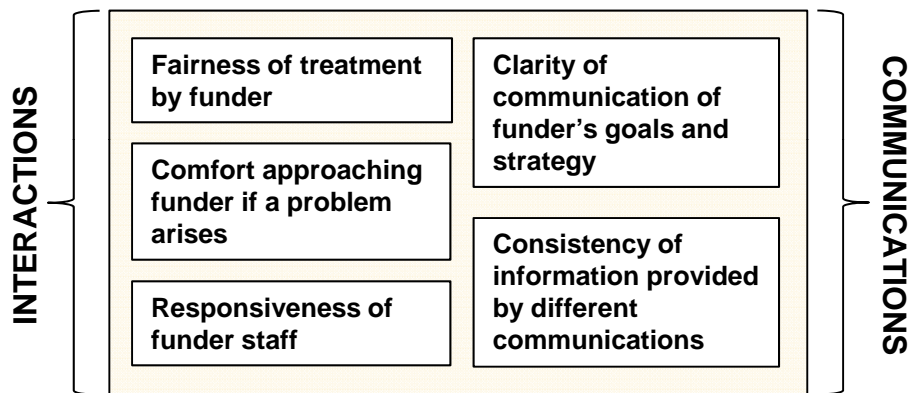 INTERACTIONS
Fairness of treatment
by funder
Comfort approaching
funder if a problem
arises
Responsiveness of
funder staff
Clarity of
communication of
funder’s goals and
strategy
Consistency of
information provided
by different
communications
COMMUNICATIONS